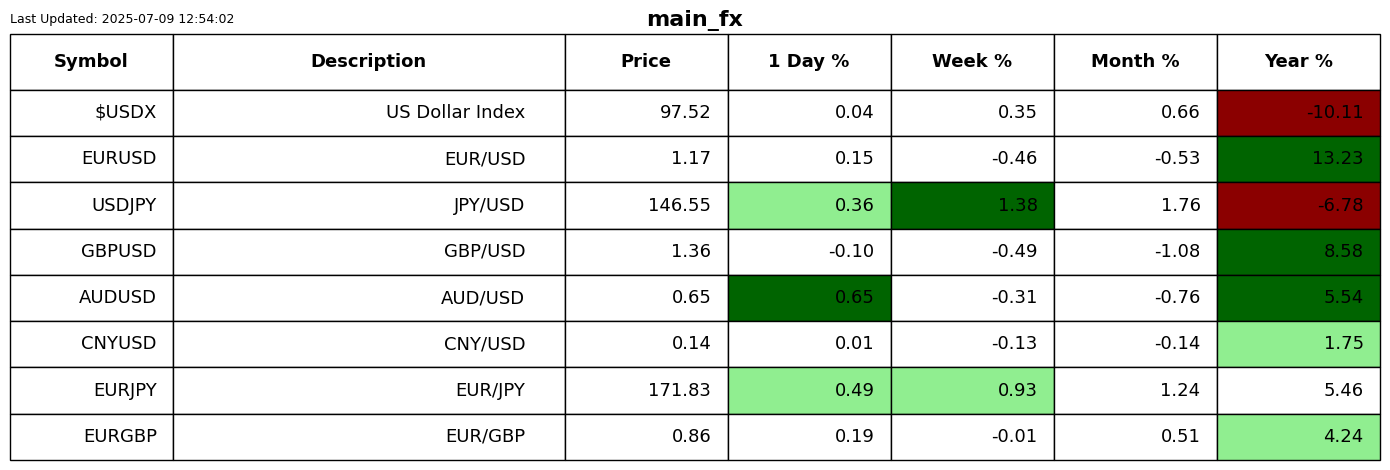 Last Updated: 2025-07-09 12:54:02
main_fx
Symbol Description Price 1 Day % Week % Month % Year %
$USDX US Dollar Index 97.52 0.04 0.35 0.66 -10.11
EURUSD EUR/USD 1.17 0.15 -0.46 -0.53 13.23
USDJPY JPY/USD 146.55 0.36 1.38 1.76 -6.78
GBPUSD GBP/USD 1.36 -0.10 -0.49 -1.08 8.58
AUDUSD AUD/USD 0.65 0.65 -0.31 -0.76 5.54
CNYUSD CNY/USD 0.14 0.01 -0.13 -0.14 1.75
EURJPY EUR/JPY 171.83 0.49 0.93 1.24 5.46
EURGBP EUR/GBP 0.86 0.19 -0.01 0.51 4.24